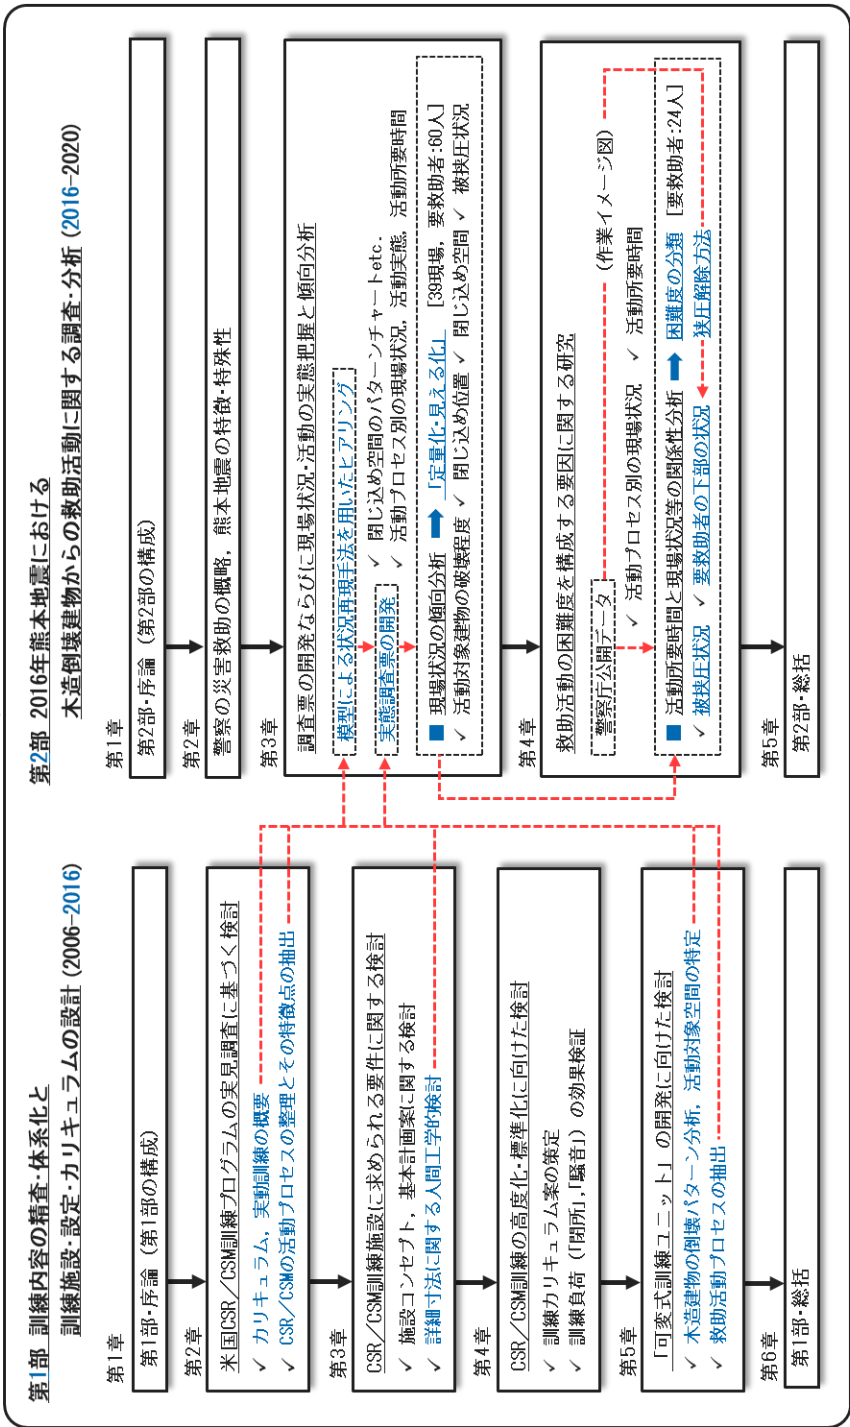 第1部 訓練内容の精査・体系化と
訓練施設・設定・カリキュラムの設計 (2006-2016)
第1章
第1部・序論（第1部の構成）
第2章
米国CSR／CSM訓練プログラムの実見調査に基づく検討
✓ カリキュラム，実動訓練の概要
✓ CSR／CSMの活動プロセスの整理とその特徴点の抽出
第3章
CSR／CSM訓練施設に求められる要件に関する検討
✓ 施設コンセプト，基本計画案に関する検討
✓ 詳細寸法に関する人間工学的検討
第4章
CSR／CSM訓練の高度化・標準化に向けた検討
✓ 訓練カリキュラム案の策定
✓ 訓練負荷（「閉所」，「騒音」）の効果検証
第5章
「可変式訓練ユニット」の開発に向けた検討
✓ 木造建物の倒壊パターン分析，活動対象空間の特定
✓ 救助活動プロセスの抽出
第6章
第1部・総括
第2部 2016年熊本地震における
木造倒壊建物からの救助活動に関する調査・分析 (2016-2020)
第1章
第2部・序論（第2部の構成）
第2章
警察の災害救助の概略，熊本地震の特徴・特殊性
第3章
調査票の開発ならびに現場状況・活動の実態把握と傾向分析
模型による状況再現手法を用いたヒアリング
実態調査票の開発
✓ 閉じ込め空間のパターンチャートetc.
✓ 活動プロセス別の現場状況，活動実態，活動所要時間
■ 現場状況の傾向分析 ➡ 「定量化・見える化」 [39現場，要救助者:60人]
✓ 活動対象建物の破壊程度 ✓ 閉じ込め位置 ✓ 閉じ込め空間 ✓ 被挟圧状況
第4章
救助活動の困難度を構成する要因に関する研究
警察庁公開データ
（作業イメージ図）
✓ 活動プロセス別の現場状況 ✓ 活動所要時間
■ 活動所要時間と現場状況等の関係性分析 ➡ 困難度の分類 [要救助者:24人]
✓ 被挟圧状況 ✓ 要救助者の下部の状況 狭圧解除方法
第5章
第2部・総括